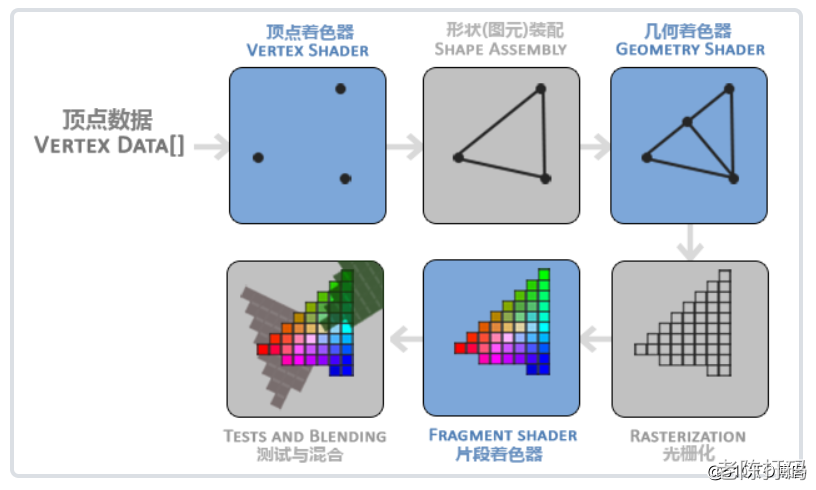 顶点着色器
VERTEX SHADER
形状(图元)装配
SHAPE ASSEMBLY
几何着色器
GEOMETRY SHADER
顶点数据
VERTEX DATA[]
TESTS AND BLENDING
测试与混合
FRAGMENT SHADER
片段着色器
RASTERIZATION
光栅化